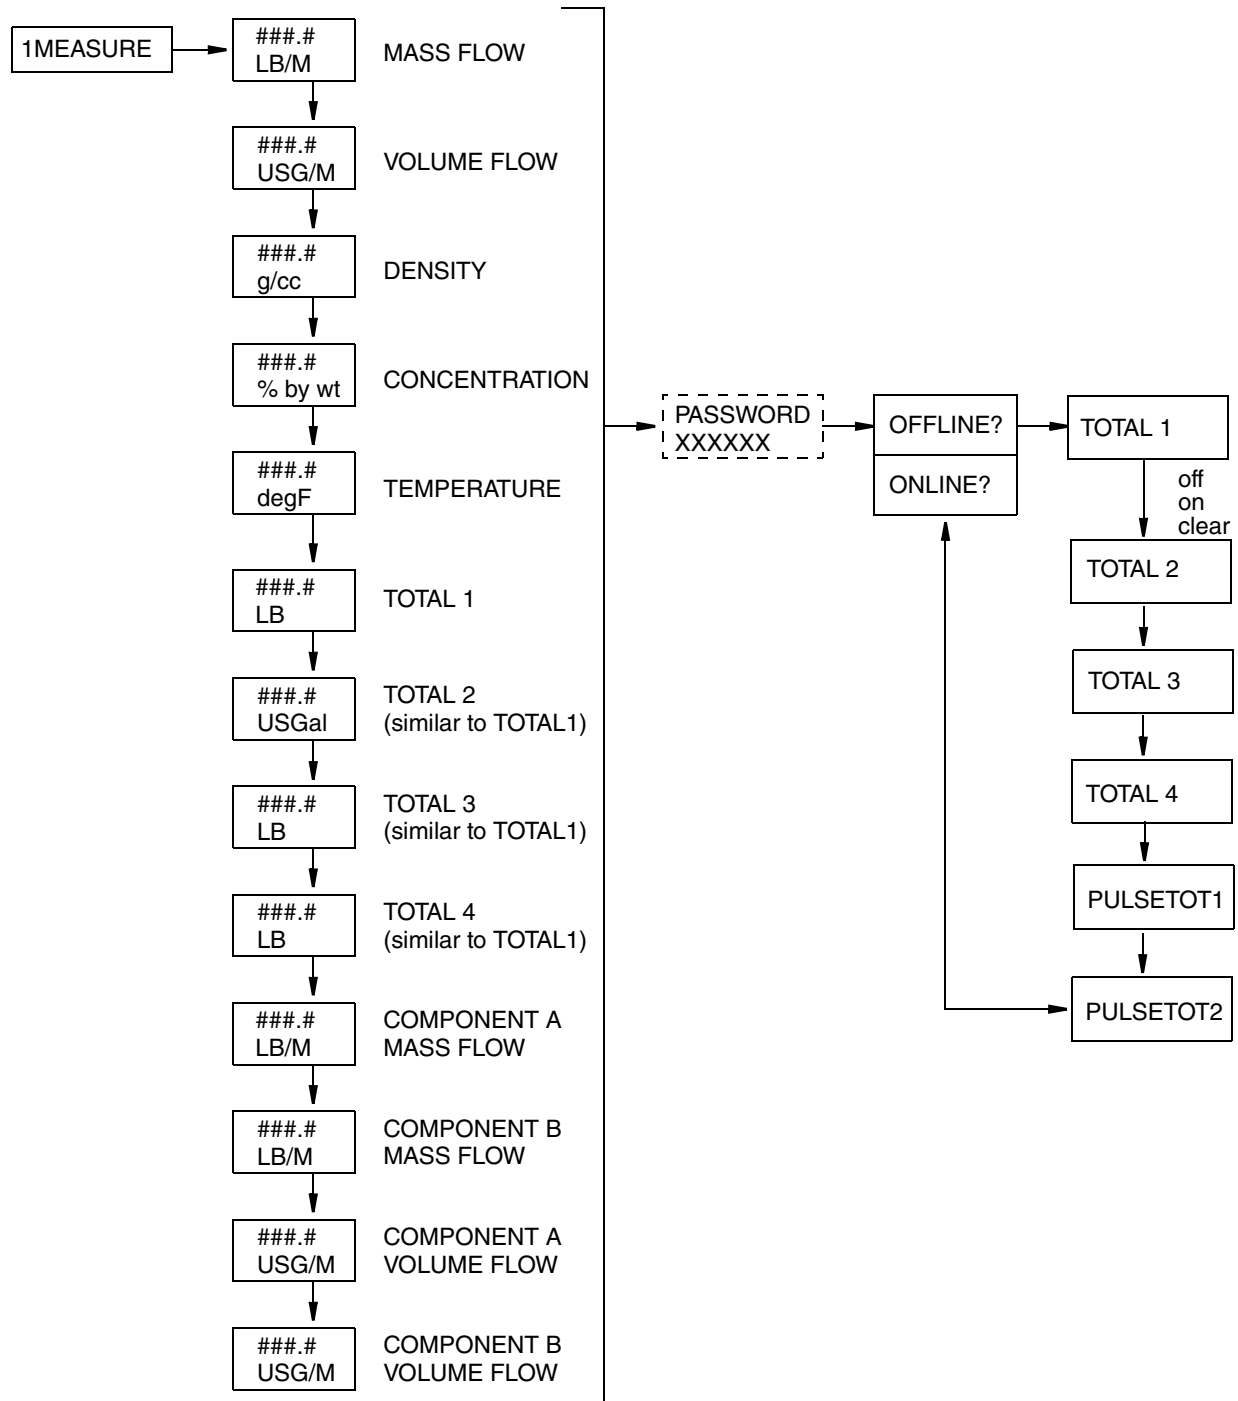 1MEASURE
###.#
LB/M
MASS FLOW
###.#
USG/M
VOLUME FLOW
###.#
g/cc
DENSITY
###.#
% by wt
CONCENTRATION
###.#
degF
TEMPERATURE
###.#
LB
TOTAL 1
###.#
USGal
TOTAL 2
(similar to TOTAL1)
###.#
LB
TOTAL 3
(similar to TOTAL1)
###.#
LB
TOTAL 4
(similar to TOTAL1)
###.#
LB/M
COMPONENT A
MASS FLOW
###.#
LB/M
COMPONENT B
MASS FLOW
###.#
USG/M
COMPONENT A
VOLUME FLOW
###.#
USG/M
COMPONENT B
VOLUME FLOW
PASSWORD
XXXXXX
OFFLINE?
ONLINE?
TOTAL 1
off
on
clear
TOTAL 2
TOTAL 3
TOTAL 4
PULSETOT1
PULSETOT2